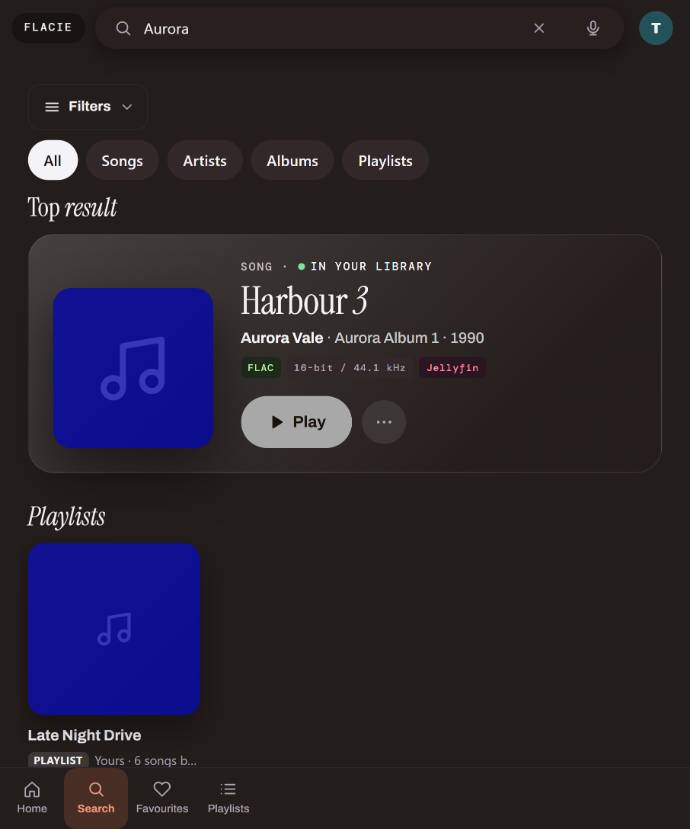 FLACIE
Aurora
T
Filters
All Songs Artists Albums Playlists
Top result
SONG · IN YOUR LIBRARY
Harbour 3
Aurora Vale · Aurora Album 1 · 1990
FLAC 16-bit / 44.1 kHz Jellyfin
Play
Playlists
Late Night Drive
PLAYLIST Yours · 6 songs b...
Home Search Favourites Playlists